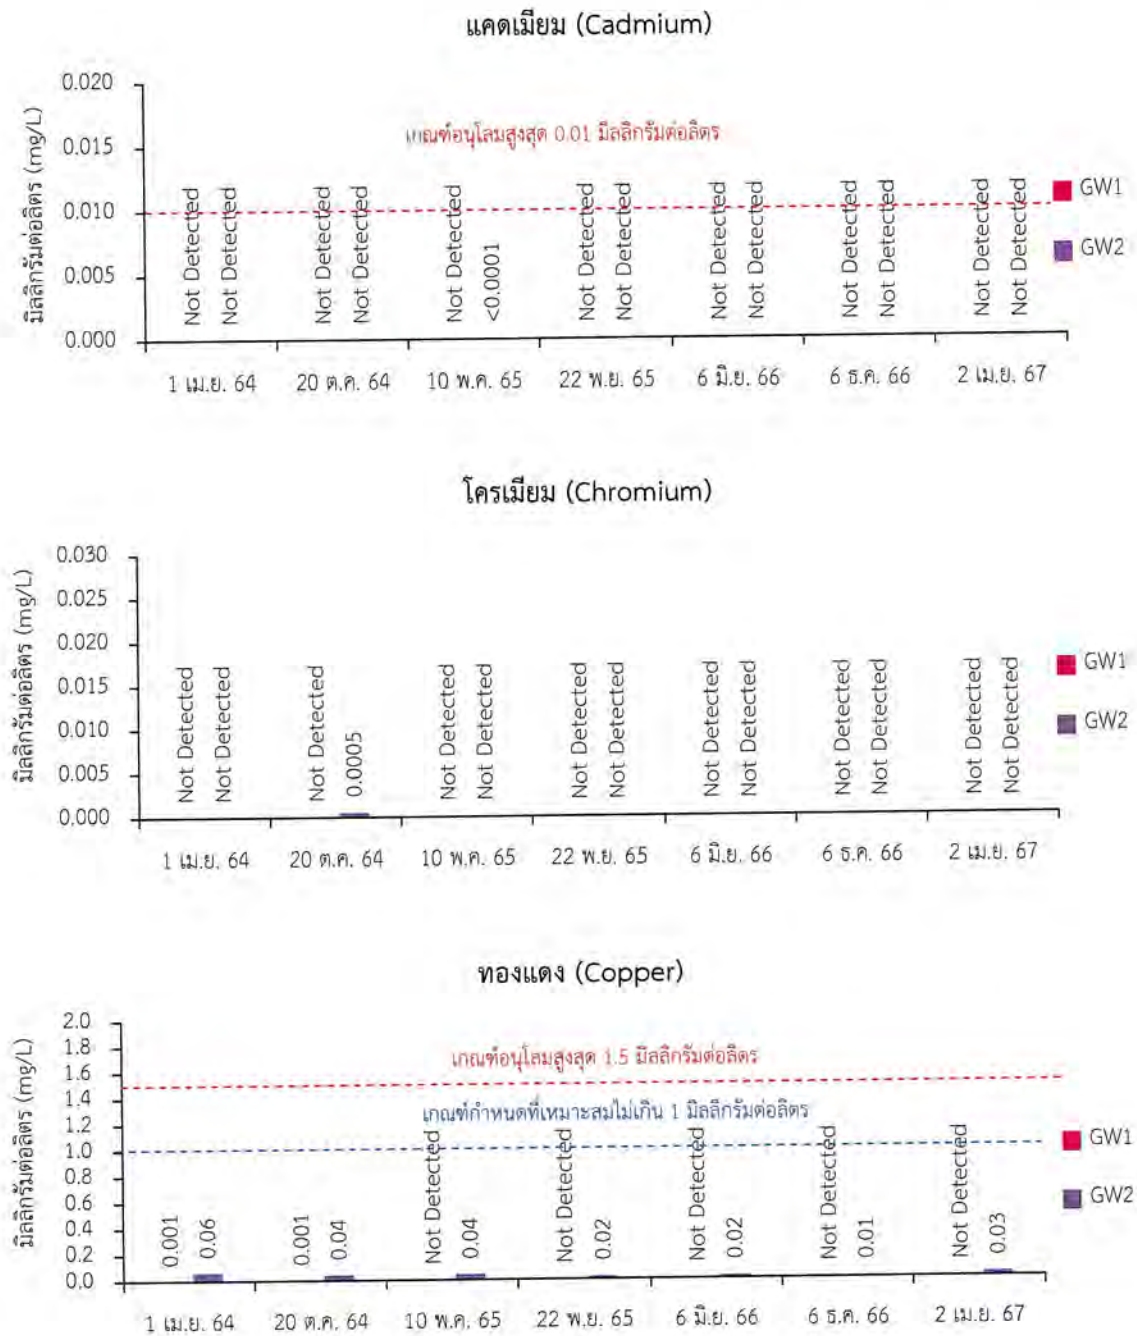 แคดเมียม (Cadmium)
มิลลิกรัมต่อลิตร (mg/L)
0.020
0.015
0.010
0.005
0.000
เกณฑ์อนุโลมสูงสุด 0.01 มิลลิกรัมต่อลิตร
Not Detected
Not Detected
Not Detected
Not Detected
Not Detected
<0.0001
Not Detected
Not Detected
Not Detected
Not Detected
Not Detected
Not Detected
Not Detected
Not Detected
GW1
GW2
1 เม.ย. 64 20 ต.ค. 64 10 พ.ค. 65 22 พ.ย. 65 6 มิ.ย. 66 6 ธ.ค. 66 2 เม.ย. 67
โครเมียม (Chromium)
มิลลิกรัมต่อลิตร (mg/L)
0.030
0.025
0.020
0.015
0.010
0.005
0.000
Not Detected
Not Detected
Not Detected
0.0005
Not Detected
Not Detected
Not Detected
Not Detected
Not Detected
Not Detected
Not Detected
Not Detected
Not Detected
Not Detected
GW1
GW2
1 เม.ย. 64 20 ต.ค. 64 10 พ.ค. 65 22 พ.ย. 65 6 มิ.ย. 66 6 ธ.ค. 66 2 เม.ย. 67
ทองแดง (Copper)
มิลลิกรัมต่อลิตร (mg/L)
2.0
1.8
1.6
1.4
1.2
1.0
0.8
0.6
0.4
0.2
0.0
เกณฑ์อนุโลมสูงสุด 1.5 มิลลิกรัมต่อลิตร
เกณฑ์กำหนดที่เหมาะสมไม่เกิน 1 มิลลิกรัมต่อลิตร
0.001
0.06
0.001
0.04
Not Detected
0.04
Not Detected
0.02
Not Detected
0.02
Not Detected
0.01
Not Detected
0.03
GW1
GW2
1 เม.ย. 64 20 ต.ค. 64 10 พ.ค. 65 22 พ.ย. 65 6 มิ.ย. 66 6 ธ.ค. 66 2 เม.ย. 67